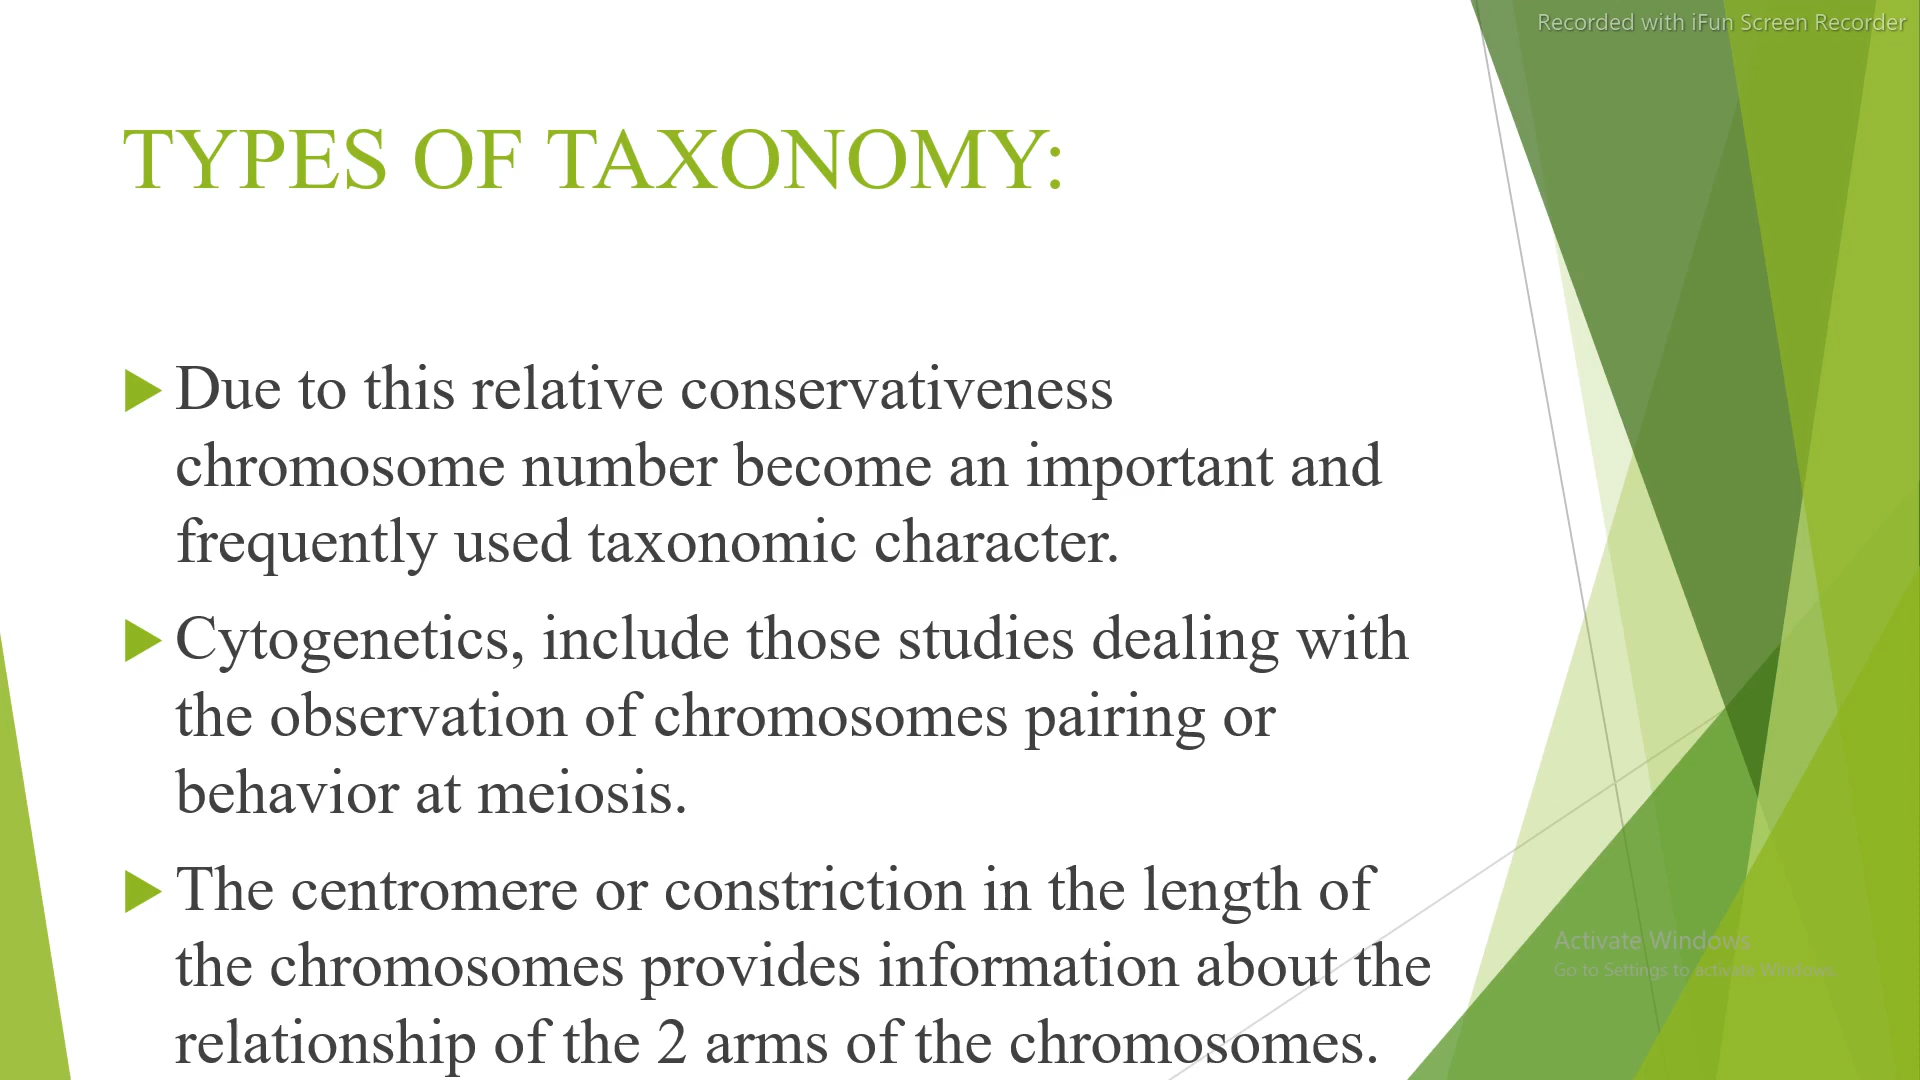 Recorded with iFun Screen Recorder
TYPES OF TAXONOMY:
Due to this relative conservativeness
chromosome number become an important and
frequently used taxonomic character.
Cytogenetics, include those studies dealing with
the observation of chromosomes pairing or
behavior at meiosis.
The centromere or constriction in the length of
the chromosomes provides information about the
relationship of the 2 arms of the chromosomes.
Activate Windows
Go to Settings to activate Windows.